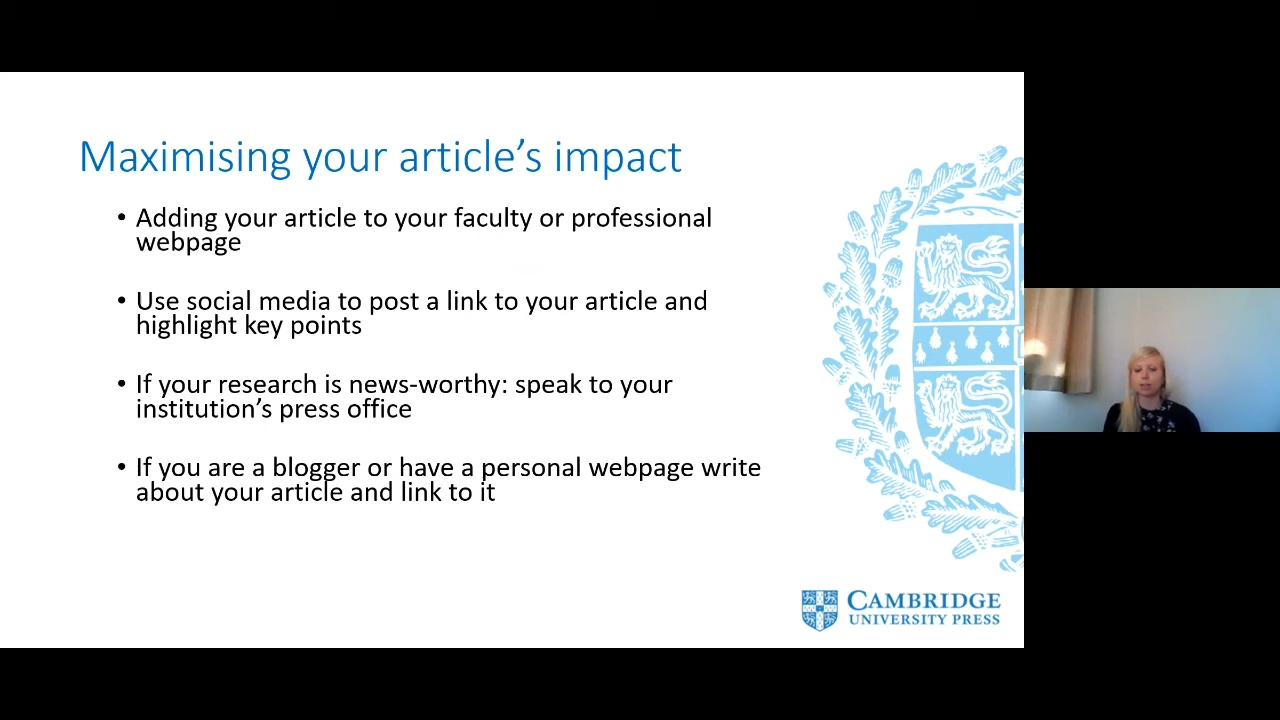 Maximising your article’s impact
• Adding your article to your faculty or professional
webpage
• Use social media to post a link to your article and
highlight key points
• If your research is news-worthy: speak to your
institution’s press office
• If you are a blogger or have a personal webpage write
about your article and link to it
CAMBRIDGE
UNIVERSITY PRESS